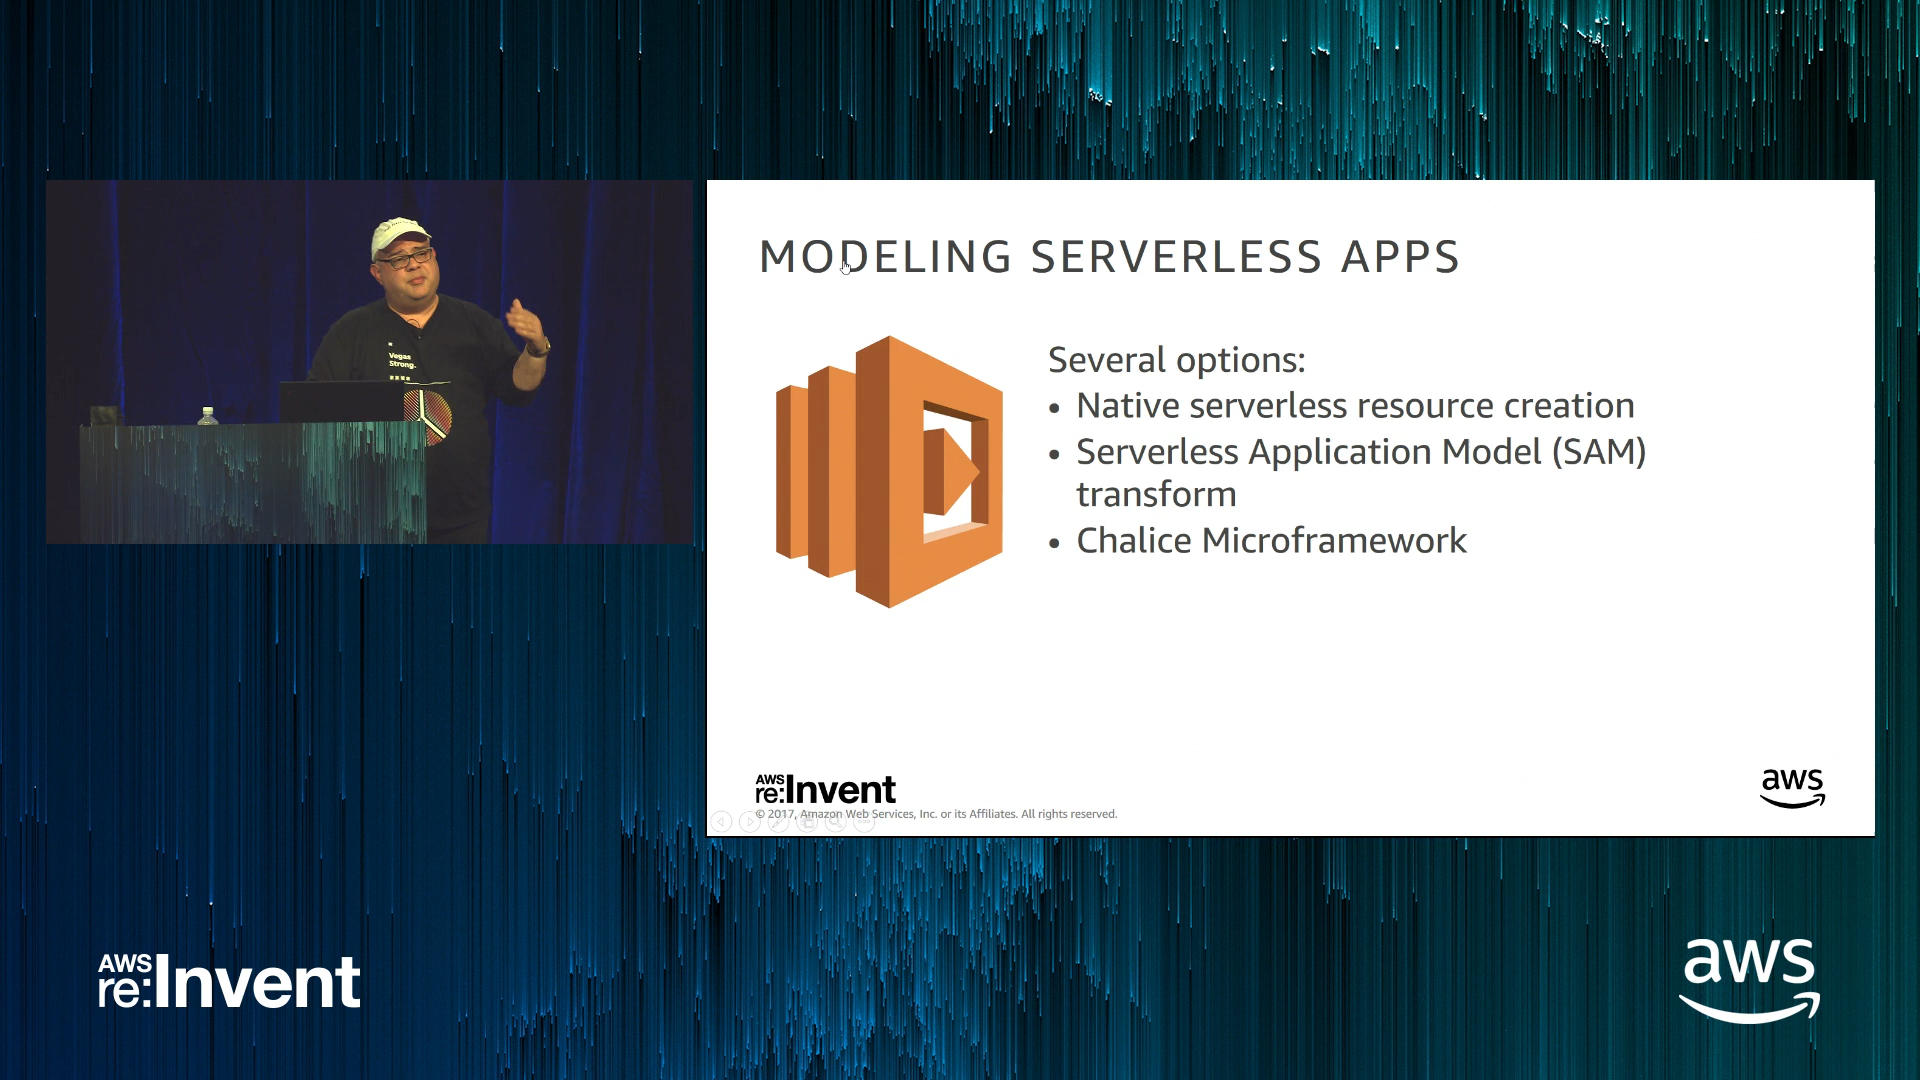 Vegas
Strong.
MODELING SERVERLESS APPS
Several options:
• Native serverless resource creation
• Serverless Application Model (SAM)
transform
• Chalice Microframework
AWS
re:Invent
© 2017, Amazon Web Services, Inc. or its Affiliates. All rights reserved.
aws
AWS
re:Invent
aws